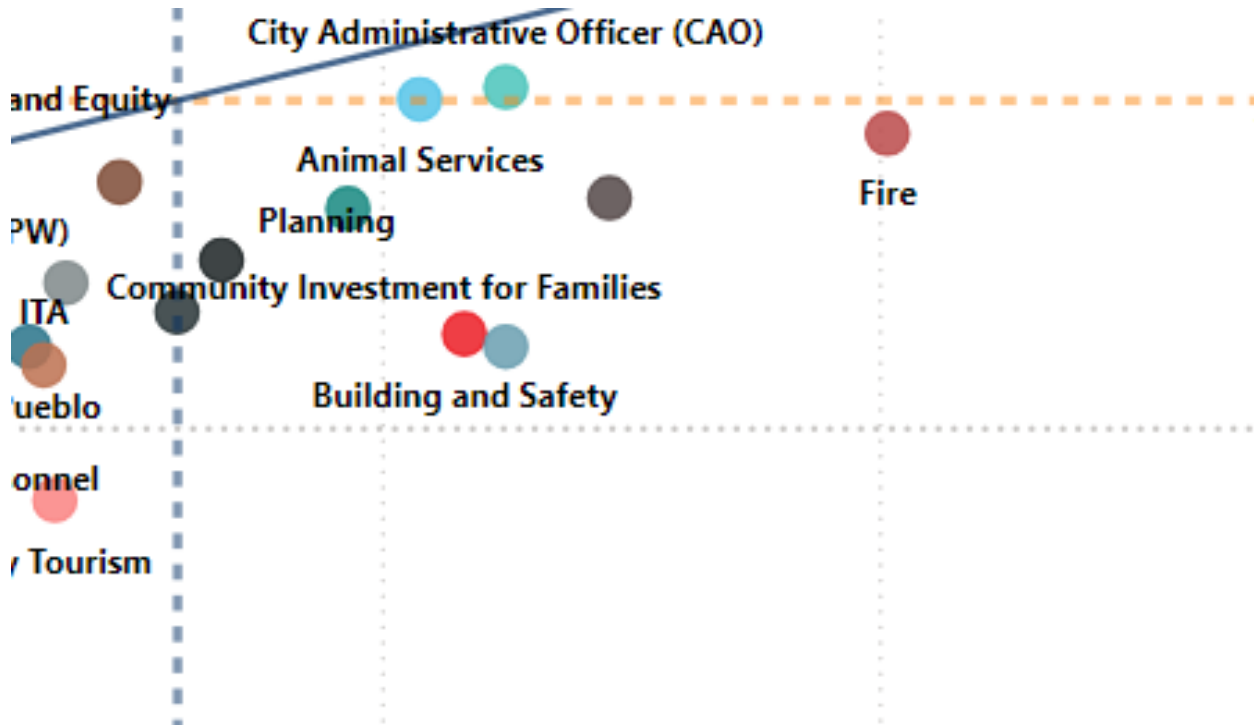 City Administrative Officer (CAO)
and Equity
Animal Services
Fire
Planning
PW)
Community Investment for Families
ITA
Building and Safety
ueblo
onnel
y Tourism